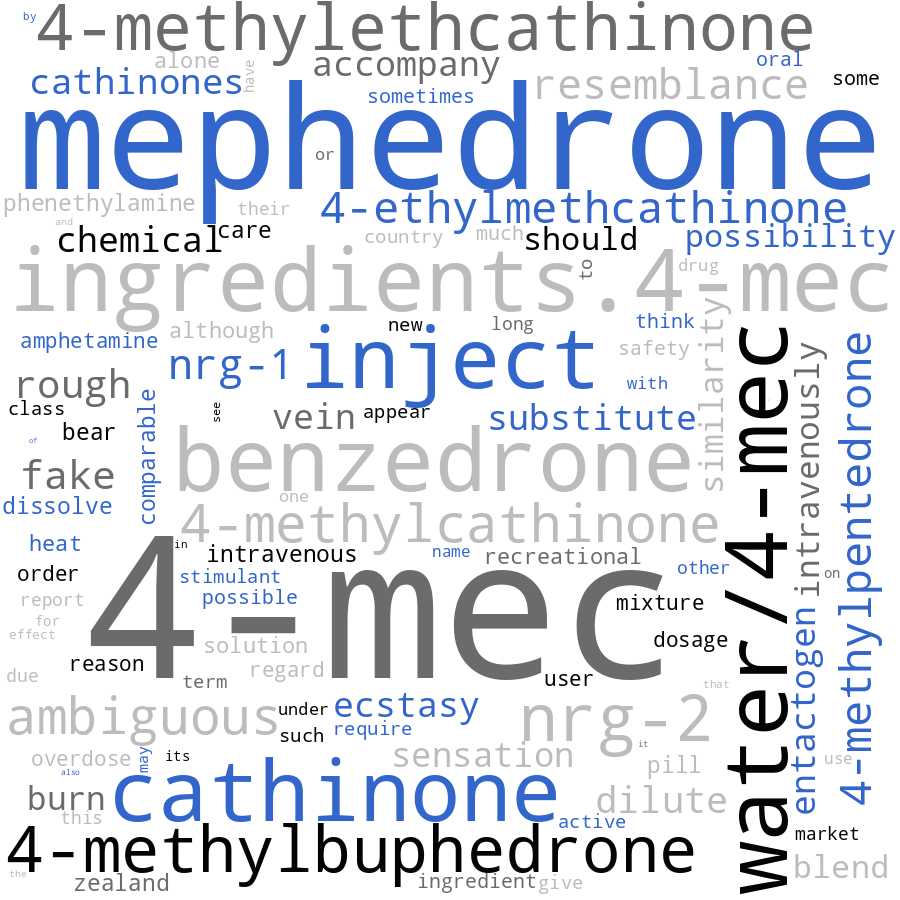 by
4-methylethcathinone
alone
have
accompany
oral
cathinones
sometimes
resemblance
some
mephedrone
or
phenethylamine
their
4-ethylmethcathinone
and
chemical
care
country
much
should
possibility
ingredients.4-mec
to
drug
amphetamine
although
new
long
think
similarity
nrg-1
inject
safety
water/4-mec
intravenously
4-methylpentedrone
rough
with
class
comparable
see
vein
appear
substitute
bear
of
benzedrone
fake
dissolve
one
4-methylcathinone
heat
in
intravenous
name
recreational
other
order
4-mec
stimulant
on
report
possible
mixture
for
effect
solution
dosage
entactogen
due
reason
regard
term
user
that
ambiguous
under
ecstasy
nrg-2
such
require
it
overdose
may
its
sensation
pill
use
also
burn
cathinone
dilute
this
active
4-methylbuphedrone
market
the
zealand
ingredient
give
blend